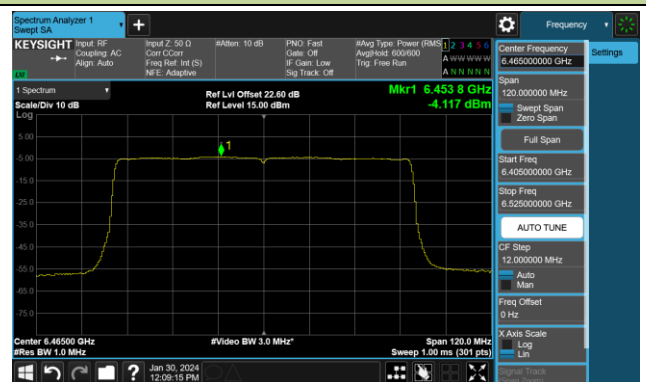 Spectrum Analyzer 1
Swept SA
Frequency
KEYSIGHT
Input: RF
Coupling: AC
Align: Auto
Input Z: 50 Ω
Corr CCorr
Freq Ref: Int (S)
NFE: Adaptive
#Atten: 10 dB
PNO: Fast
Gate: Off
IF Gain: Low
Sig Track: Off
#Avg Type: Power (RMS
Avg|Hold: 600/600
Trig: Free Run
1 2 3 4 5 6
A W W W W W
A N N N N N
LW
Center Frequency
6.465000000 GHz
Settings
Span
120.000000 MHz
Swept Span
Zero Span
Full Span
Start Freq
6.405000000 GHz
Stop Freq
6.525000000 GHz
AUTO TUNE
CF Step
12.000000 MHz
Auto
Man
Freq Offset
0 Hz
X Axis Scale
Log
Lin
Signal Track
(Span Zoom)
1 Spectrum
Scale/Div 10 dB
Log
Ref Lvl Offset 22.60 dB
Ref Level 15.00 dBm
Mkr1 6.453 8 GHz
-4.117 dBm
1
5.00
-5.00
-15.0
-25.0
-35.0
-45.0
-55.0
-65.0
-75.0
Center 6.46500 GHz
#Res BW 1.0 MHz
#Video BW 3.0 MHz*
Span 120.0 MHz
Sweep 1.00 ms (301 pts)
?
Jan 30, 2024
12:09:15 PM